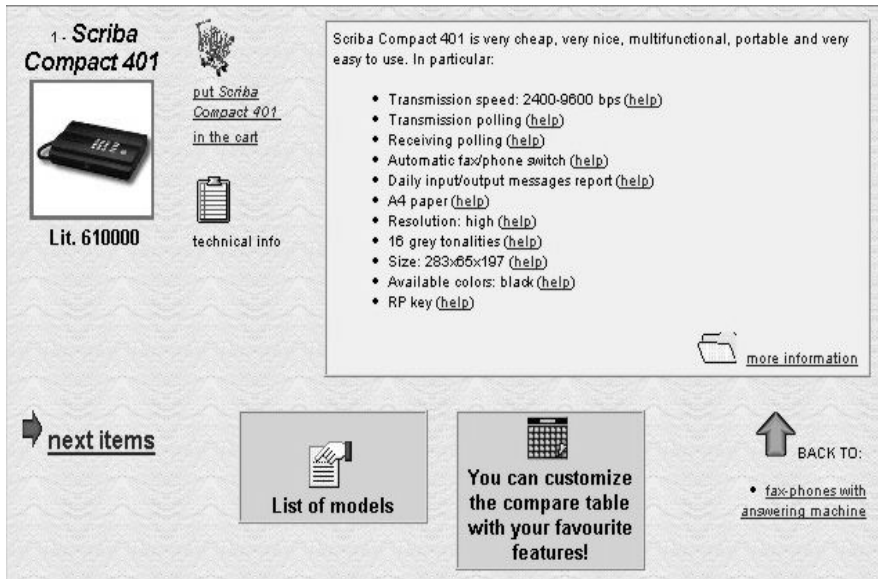 1 - Scriba
Compact 401
put Scriba
Compact 401
in the cart
technical info
Lit. 610000
Scriba Compact 401 is very cheap, very nice, multifunctional, portable and very
easy to use. In particular:
• Transmission speed: 2400-9600 bps (help)
• Transmission polling (help)
• Receiving polling (help)
• Automatic fax/phone switch (help)
• Daily input/output messages report (help)
• A4 paper (help)
• Resolution: high (help)
• 16 grey tonalities (help)
• Size: 283x65x197 (help)
• Available colors: black (help)
• RP key (help)
more information
next items
List of models
You can customize
the compare table
with your favourite
features!
BACK TO:
• fax-phones with
answering machine